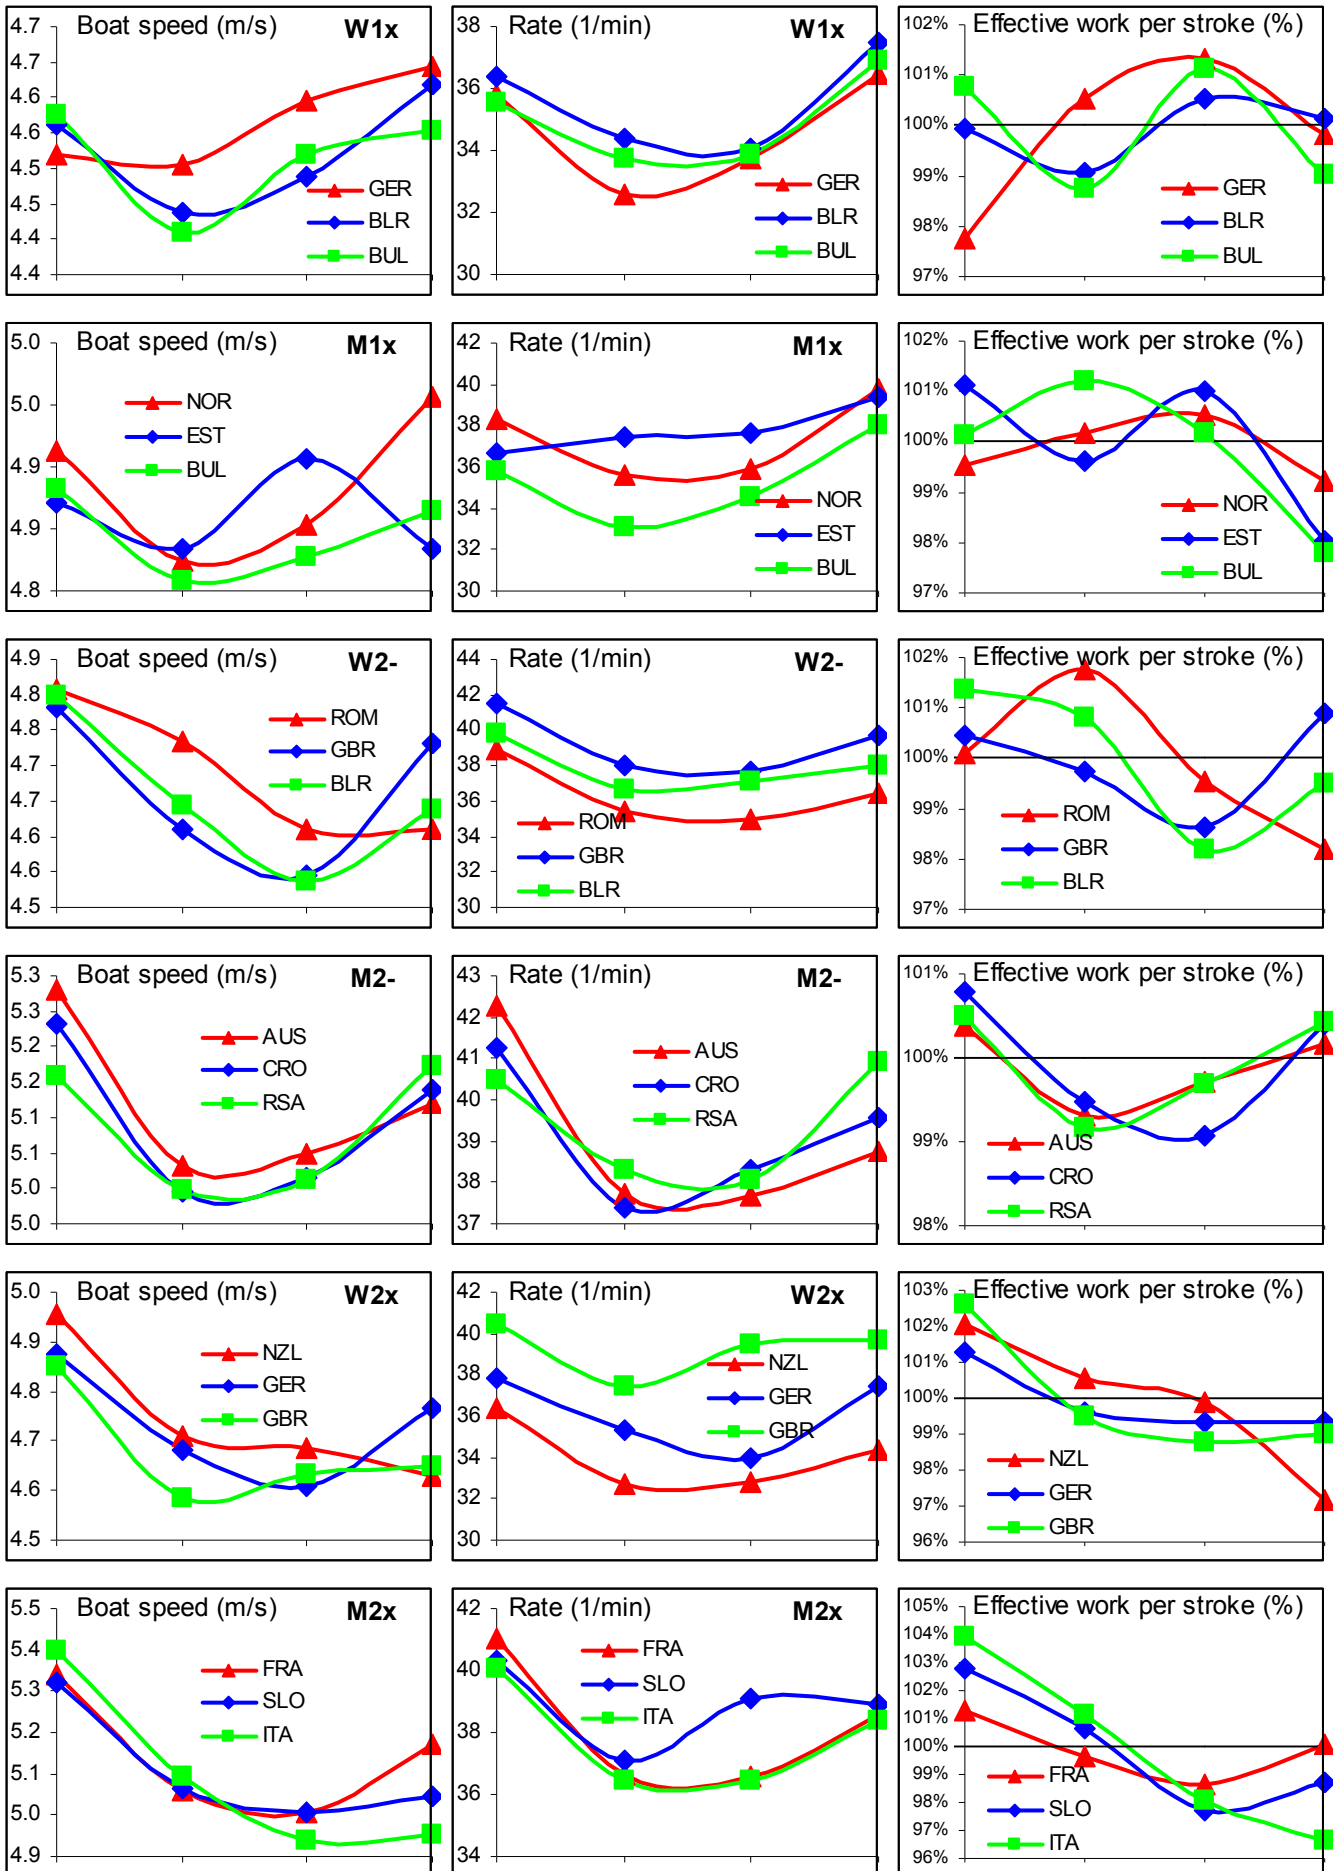 Boat speed (m/s) W1x
4.7
4.7
4.6
4.6
4.5
4.5
4.4
4.4
GER
BLR
BUL
Rate (1/min) W1x
38
36
34
32
30
GER
BLR
BUL
Effective work per stroke (%)
102%
101%
100%
99%
98%
97%
GER
BLR
BUL
Boat speed (m/s) M1x
5.0
5.0
4.9
4.9
4.8
NOR
EST
BUL
Rate (1/min) M1x
42
40
38
36
34
32
30
NOR
EST
BUL
Effective work per stroke (%)
102%
101%
100%
99%
98%
97%
NOR
EST
BUL
Boat speed (m/s) W2-
4.9
4.8
4.8
4.7
4.7
4.6
4.6
4.5
ROM
GBR
BLR
Rate (1/min) W2-
44
42
40
38
36
34
32
30
ROM
GBR
BLR
Effective work per stroke (%)
102%
101%
100%
99%
98%
97%
ROM
GBR
BLR
Boat speed (m/s) M2-
5.3
5.3
5.2
5.2
5.1
5.1
5.0
5.0
AUS
CRO
RSA
Rate (1/min) M2-
43
42
41
40
39
38
37
AUS
CRO
RSA
Effective work per stroke (%)
101%
100%
99%
98%
AUS
CRO
RSA
Boat speed (m/s) W2x
5.0
4.9
4.8
4.7
4.6
4.5
NZL
GER
GBR
Rate (1/min) W2x
42
40
38
36
34
32
30
NZL
GER
GBR
Effective work per stroke (%)
103%
102%
101%
100%
99%
98%
97%
96%
NZL
GER
GBR
Boat speed (m/s) M2x
5.5
5.4
5.3
5.2
5.1
5.0
4.9
FRA
SLO
ITA
Rate (1/min) M2x
42
40
38
36
34
FRA
SLO
ITA
Effective work per stroke (%)
105%
104%
103%
102%
101%
100%
99%
98%
97%
96%
FRA
SLO
ITA